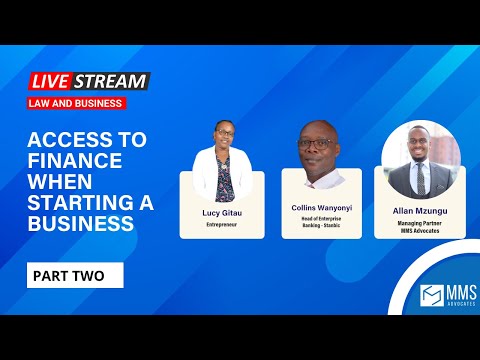 LIVE STREAM
LAW AND BUSINESS
ACCESS TO
FINANCE
WHEN
STARTING A
BUSINESS
PART TWO
Lucy Gitau
Entrepreneur
Collins Wanyonyi
Head of Enterprise
Banking - Stanbic
Allan Mzungu
Managing Partner
MMS Advocates
MMS
ADVOCATES